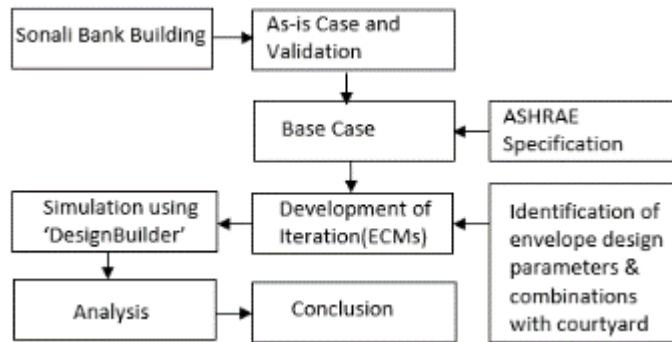 Sonali Bank Building
As-is Case and
Validation
Base Case
ASHRAE
Specification
Simulation using
‘DesignBuilder’
Development of
Iteration(ECMs)
Identification of
envelope design
parameters &
combinations
with courtyard
Analysis
Conclusion